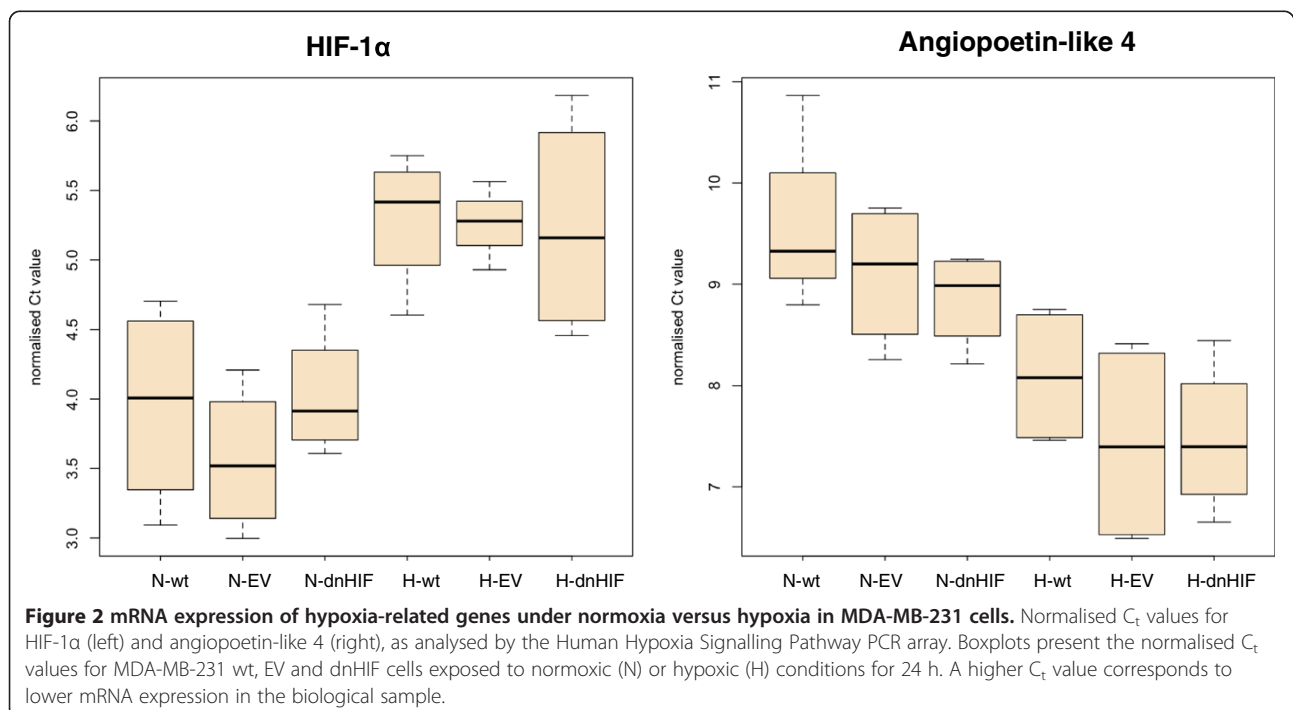 HIF-1α
normalised Ct value
6.0
5.5
5.0
4.5
4.0
3.5
3.0
N-wt N-EV N-dnHIF H-wt H-EV H-dnHIF
Angiopoetin-like 4
normalised Ct value
11
10
9
8
7
N-wt N-EV N-dnHIF H-wt H-EV H-dnHIF
Figure 2 mRNA expression of hypoxia-related genes under normoxia versus hypoxia in MDA-MB-231 cells. Normalised Ct values for
HIF-1α (left) and angiopoetin-like 4 (right), as analysed by the Human Hypoxia Signalling Pathway PCR array. Boxplots present the normalised Ct
values for MDA-MB-231 wt, EV and dnHIF cells exposed to normoxic (N) or hypoxic (H) conditions for 24 h. A higher Ct value corresponds to
lower mRNA expression in the biological sample.